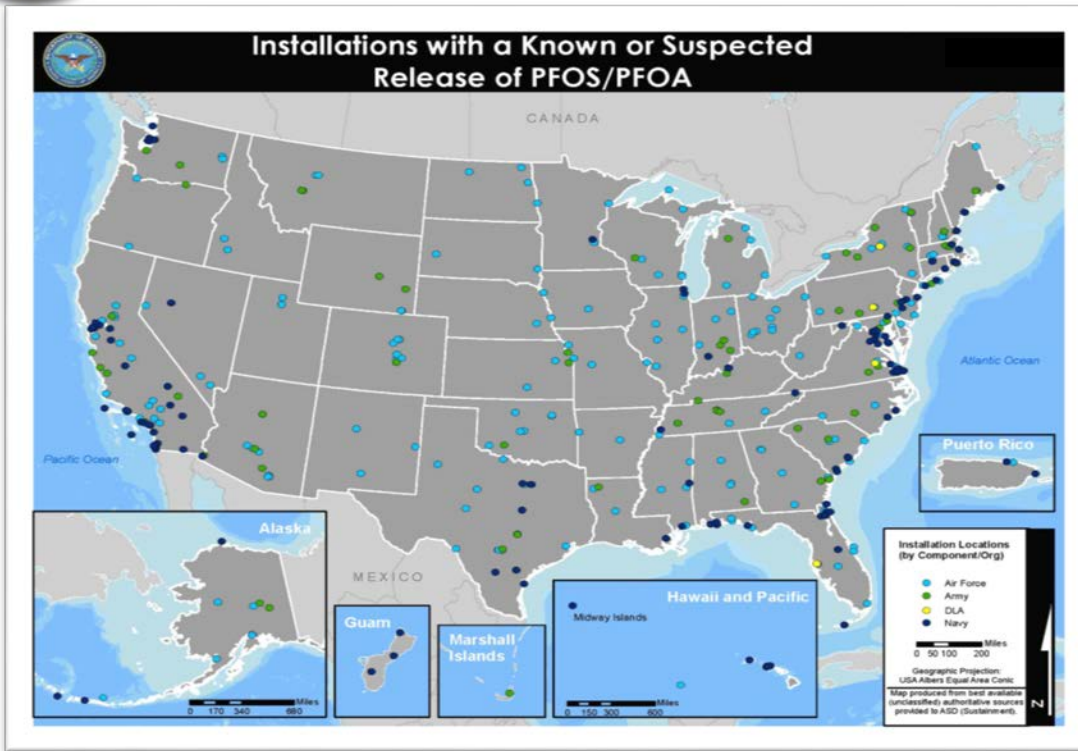 Installations with a Known or Suspected
Release of PFOS/PFOA
CANADA
Atlantic Ocean
Pacific Ocean
Puerto Rico
Alaska
MEXICO
Guam
Marshall
Islands
Hawaii and Pacific
Midway Islands
Miles
0 170 340 680
Miles
0 150 300 600
Installation Locations
(by Component/Org)
Air Force
Army
DLA
Navy
Miles
0 50 100 200
Geographic Projection:
USA Albers Equal Area Conic
Map produced from best available
(unclassified) authoritative sources
provided to ASD (Sustainment).
N